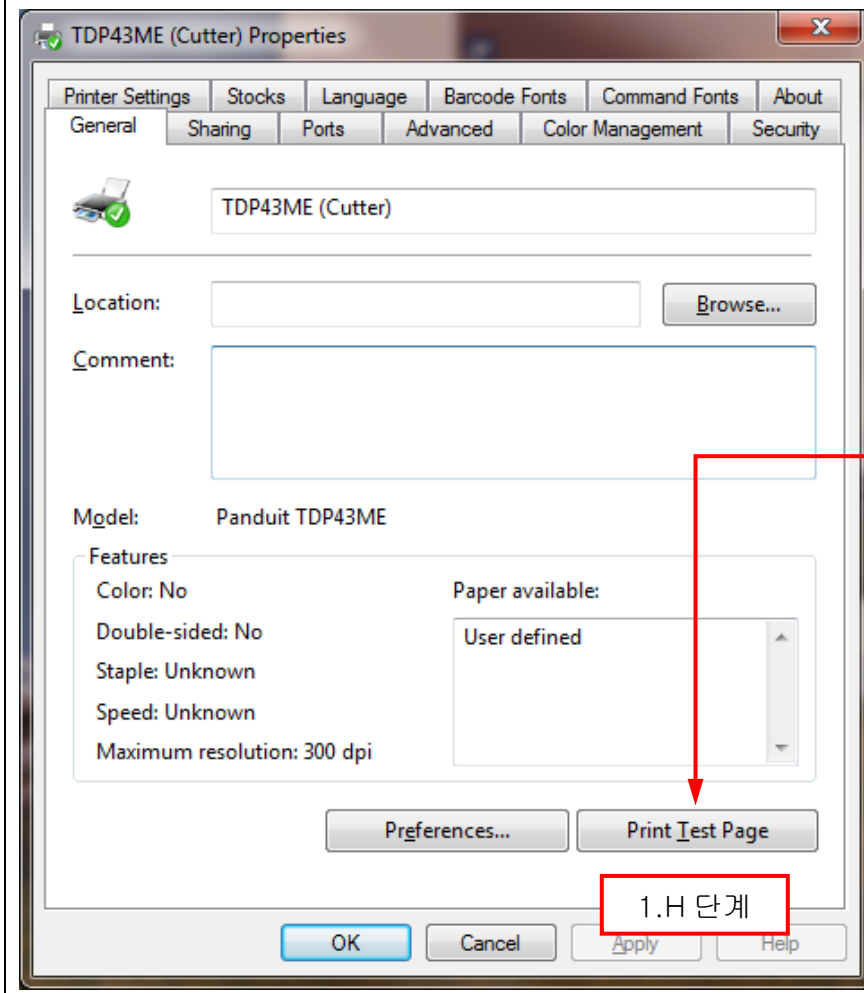 TDP43ME (Cutter) Properties
Printer Settings Stocks Language Barcode Fonts Command Fonts About
General Sharing Ports Advanced Color Management Security
TDP43ME (Cutter)
Location: Browse...
Comment:
Model: Panduit TDP43ME
Features
Color: No Paper available:
Double-sided: No User defined
Staple: Unknown
Speed: Unknown
Maximum resolution: 300 dpi
Preferences... Print Test Page
1.H 단계
OK Cancel Apply Help